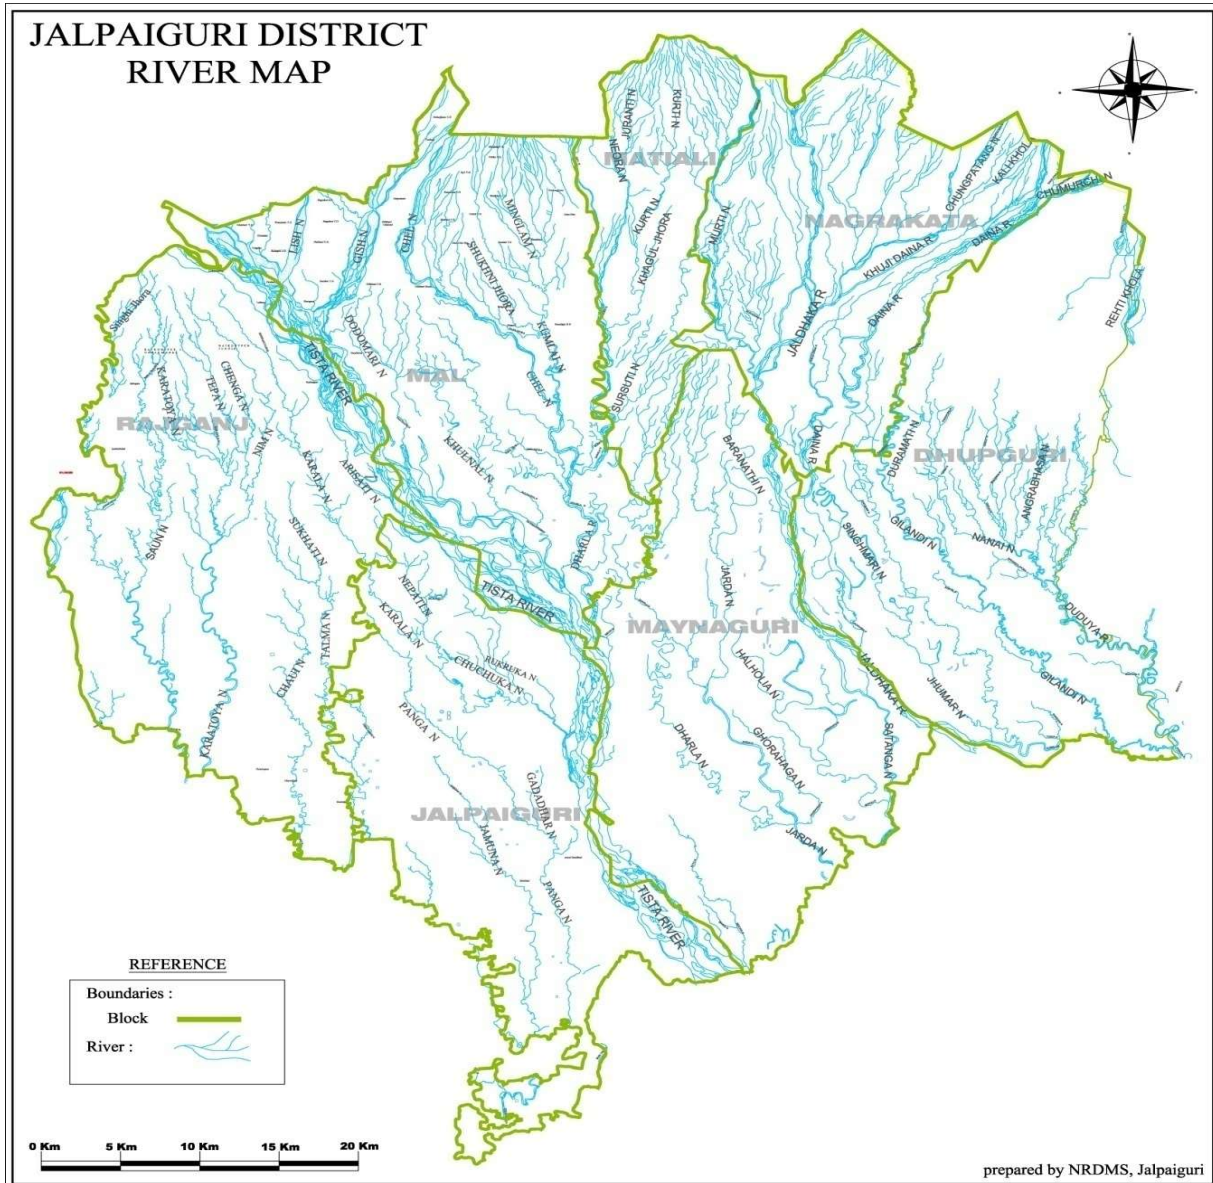 JALPAIGURI DISTRICT
RIVER MAP
JURANTI N
KURTI N
NEORA N
MATIALI
CHUNGPATANG N
KALI KHOL
CHUMURCHI N
LISH N
GISH N
CHEL N
MINGLAM N
KURTI N
KHAGUL JHORA
MURTI N
NAGRAKATA
DAINA R
KHUJI DAINA R
REHTI KHOLA
SHUKHNI JHORA
Singhi Jhora
JALDHAKA R
DAINA R
DODOMARI N
KUMLAI N
TISTA RIVER
MAL
CHEL N
SURSUTI N
KARATOYA N
TEPA N
CHENGA N
RAJGANJ
NIM N
KARALA N
ARISATI N
KHULNAI N
BARANATHI N
DAINA R
DURAMATI N
DHUPGURI
ANGRABHASA N
SAUN N
SUKHATI N
DHARLA R
SINGHMARI N
GILANDI N
NANAI N
NEPATI N
KARALA N
TISTA RIVER
JARDA N
MAYNAGURI
DUDUYA R
TALMA N
CHAUI N
RUKRUKA N
CHUCHUKA N
HALHOLIA N
JALDHAKA R
JHUMAR N
GILANDI N
KARATOYA N
PANGA N
DHARLA N
GHORAHAGA N
SATANGA N
GADADHAR N
JALPAIGURI
JAMUNA N
JARDA N
PANGA N
TISTA RIVER
REFERENCE
Boundaries :
Block
River :
0 Km 5 Km 10 Km 15 Km 20 Km
prepared by NRDMS, Jalpaiguri